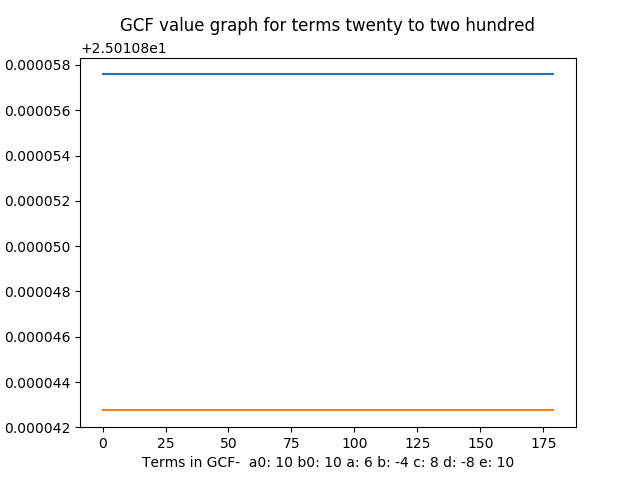 GCF value graph for terms twenty to two hundred
+2.50108e1
0.000058
0.000056
0.000054
0.000052
0.000050
0.000048
0.000046
0.000044
0.000042
0 25 50 75 100 125 150 175
Terms in GCF-  a0: 10 b0: 10 a: 6 b: -4 c: 8 d: -8 e: 10